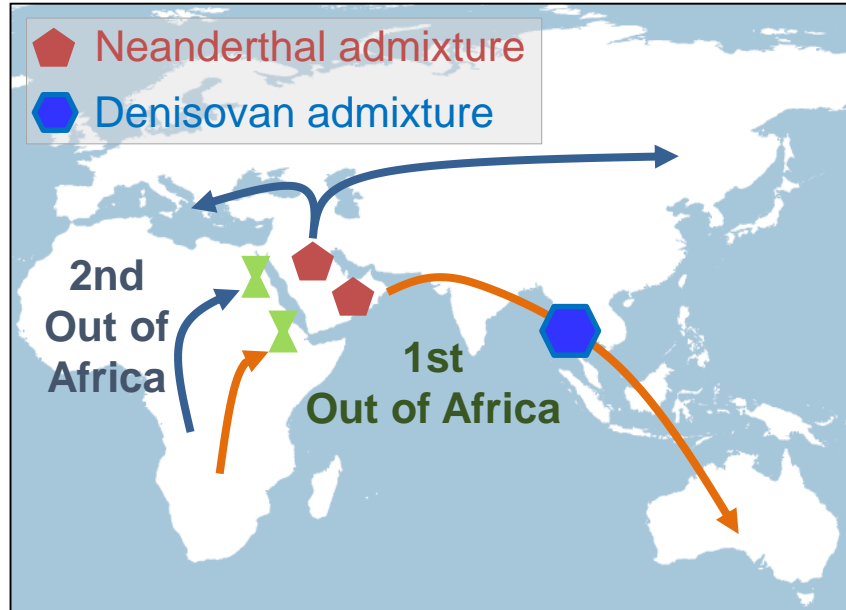 Neanderthal admixture
Denisovan admixture
2nd
Out of
Africa
1st
Out of Africa